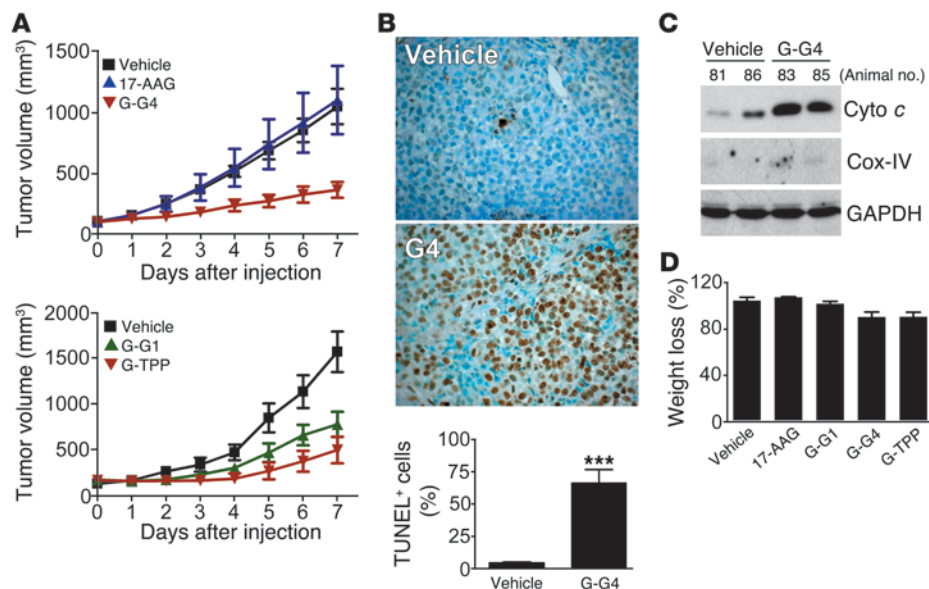 A
1500
1000
500
0
Tumor volume (mm³)
Vehicle
17-AAG
G-G4
0 1 2 3 4 5 6 7
Days after injection
2000
1500
1000
500
0
Tumor volume (mm³)
Vehicle
G-G1
G-TPP
0 1 2 3 4 5 6 7
Days after injection
B
Vehicle
G4
100
75
50
25
0
TUNEL⁺ cells
(%)
***
Vehicle G-G4
C
Vehicle G-G4
81 86 83 85 (Animal no.)
Cyto c
Cox-IV
GAPDH
D
120
80
40
0
Weight loss (%)
Vehicle 17-AAG G-G1 G-G4 G-TPP